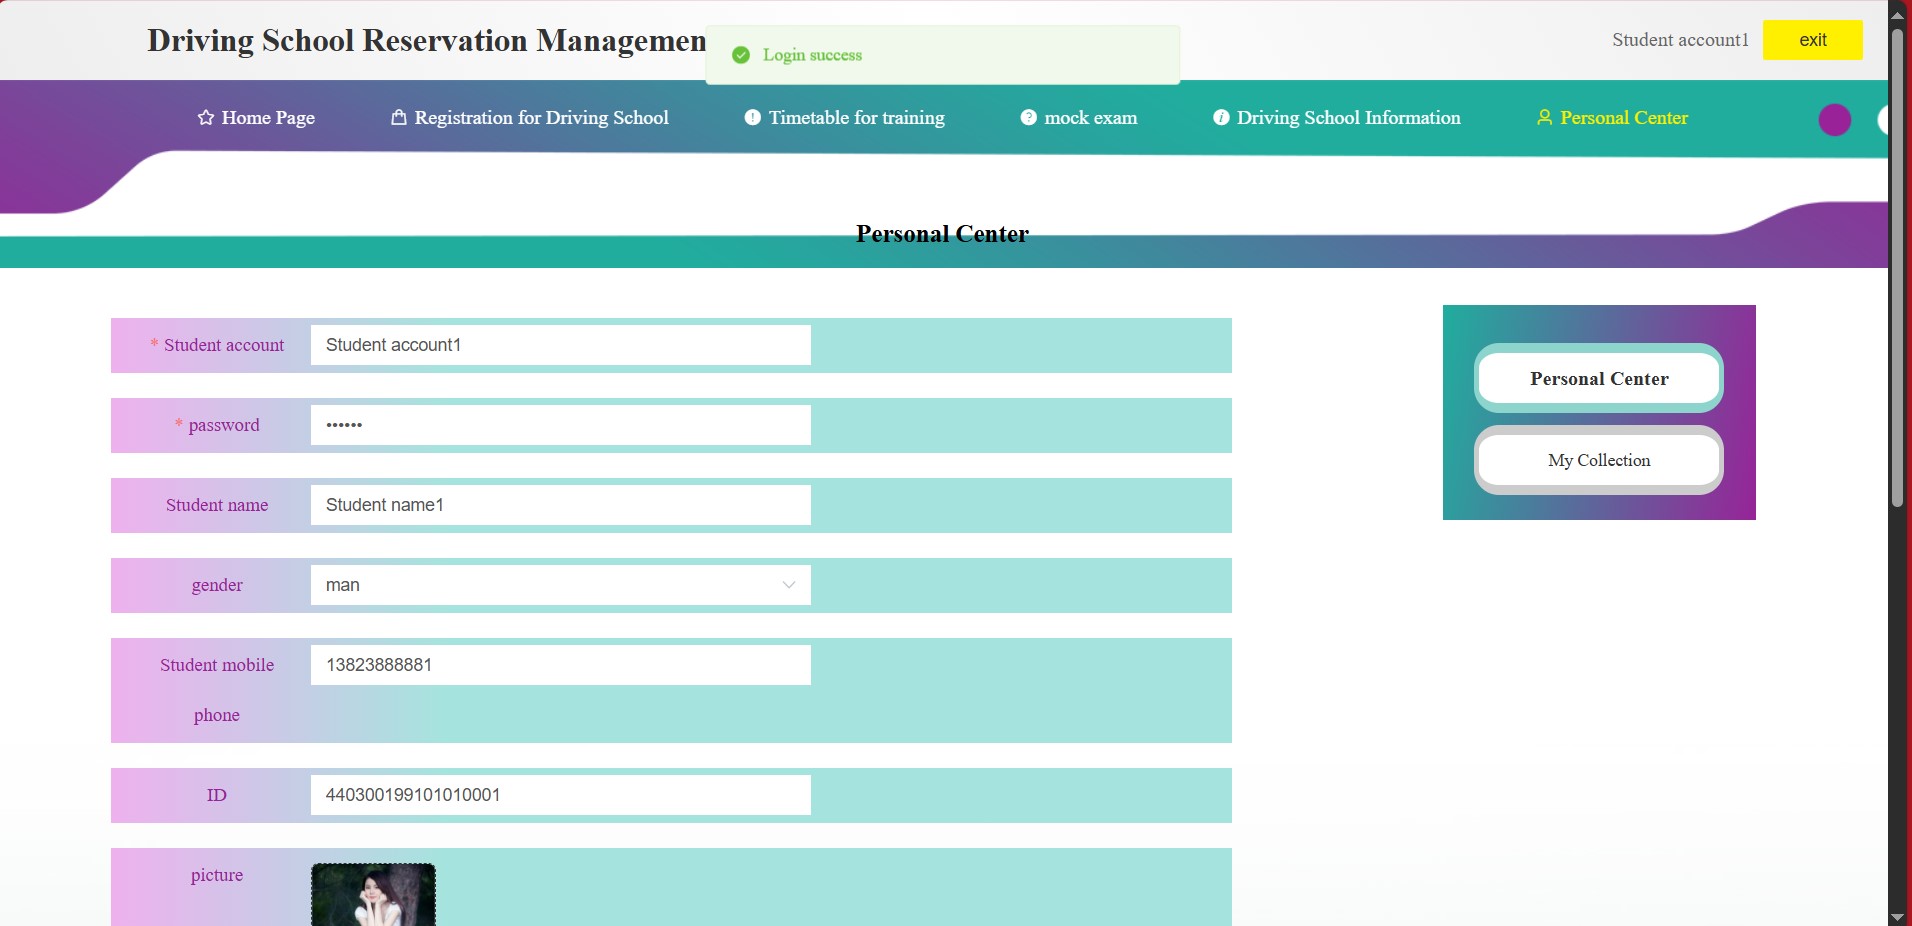 Driving School Reservation Managemen
Login success
Student account1
exit
Home Page
Registration for Driving School
Timetable for training
mock exam
Driving School Information
Personal Center
Personal Center
* Student account
Student account1
* password
••••••
Student name
Student name1
gender
man
Student mobile
phone
13823888881
ID
440300199101010001
picture
Personal Center
My Collection